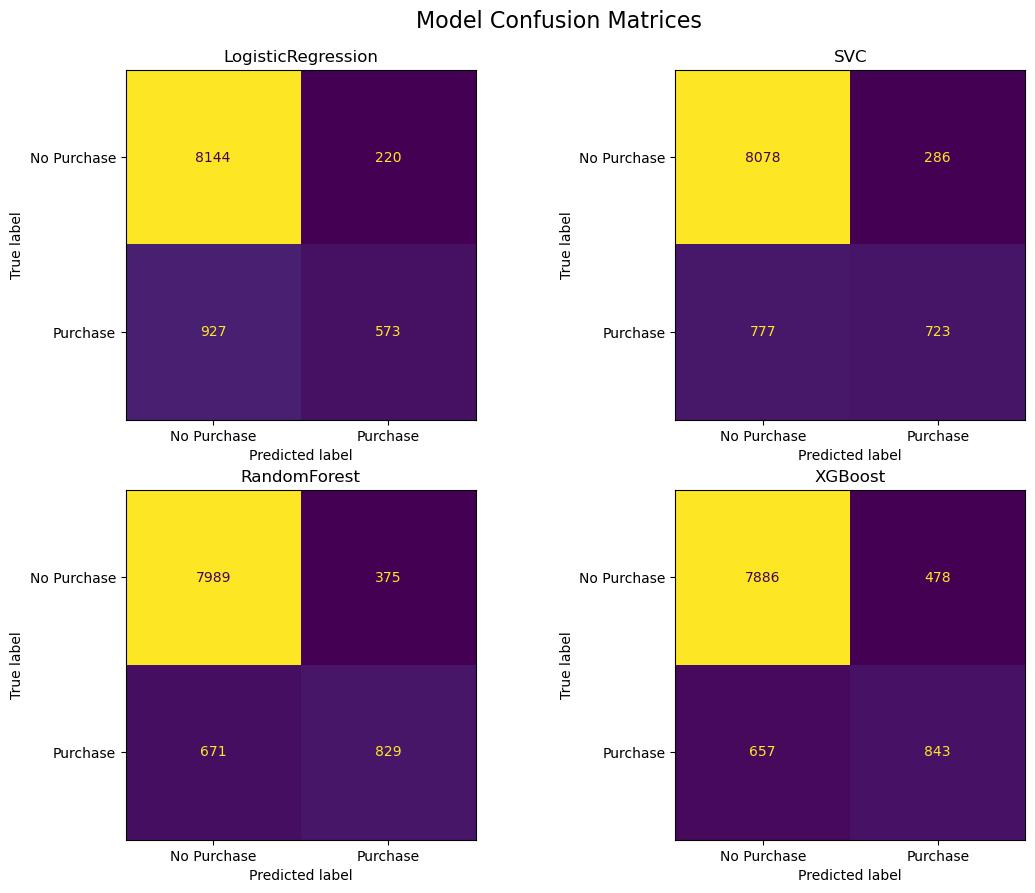 Model Confusion Matrices
LogisticRegression
No Purchase
8144
220
True label
Purchase
927
573
No Purchase
Purchase
Predicted label
SVC
No Purchase
8078
286
True label
Purchase
777
723
No Purchase
Purchase
Predicted label
RandomForest
No Purchase
7989
375
True label
Purchase
671
829
No Purchase
Purchase
Predicted label
XGBoost
No Purchase
7886
478
True label
Purchase
657
843
No Purchase
Purchase
Predicted label